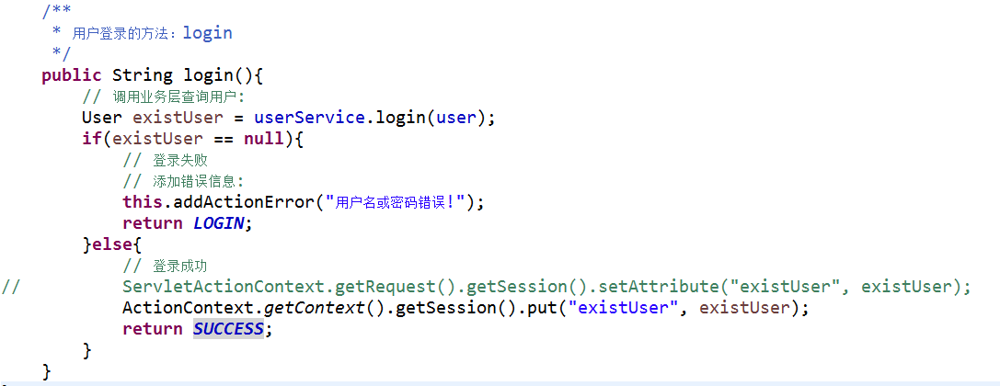 /**
 * 用户登录的方法：login
 */
public String login(){
// 调用业务层查询用户:
User existUser = userService.login(user);
if(existUser == null){
// 登录失败
// 添加错误信息:
this.addActionError("用户名或密码错误!");
return LOGIN;
}else{
// 登录成功
// ServletActionContext.getRequest().getSession().setAttribute("existUser", existUser);
ActionContext.getContext().getSession().put("existUser", existUser);
return SUCCESS;
}
}